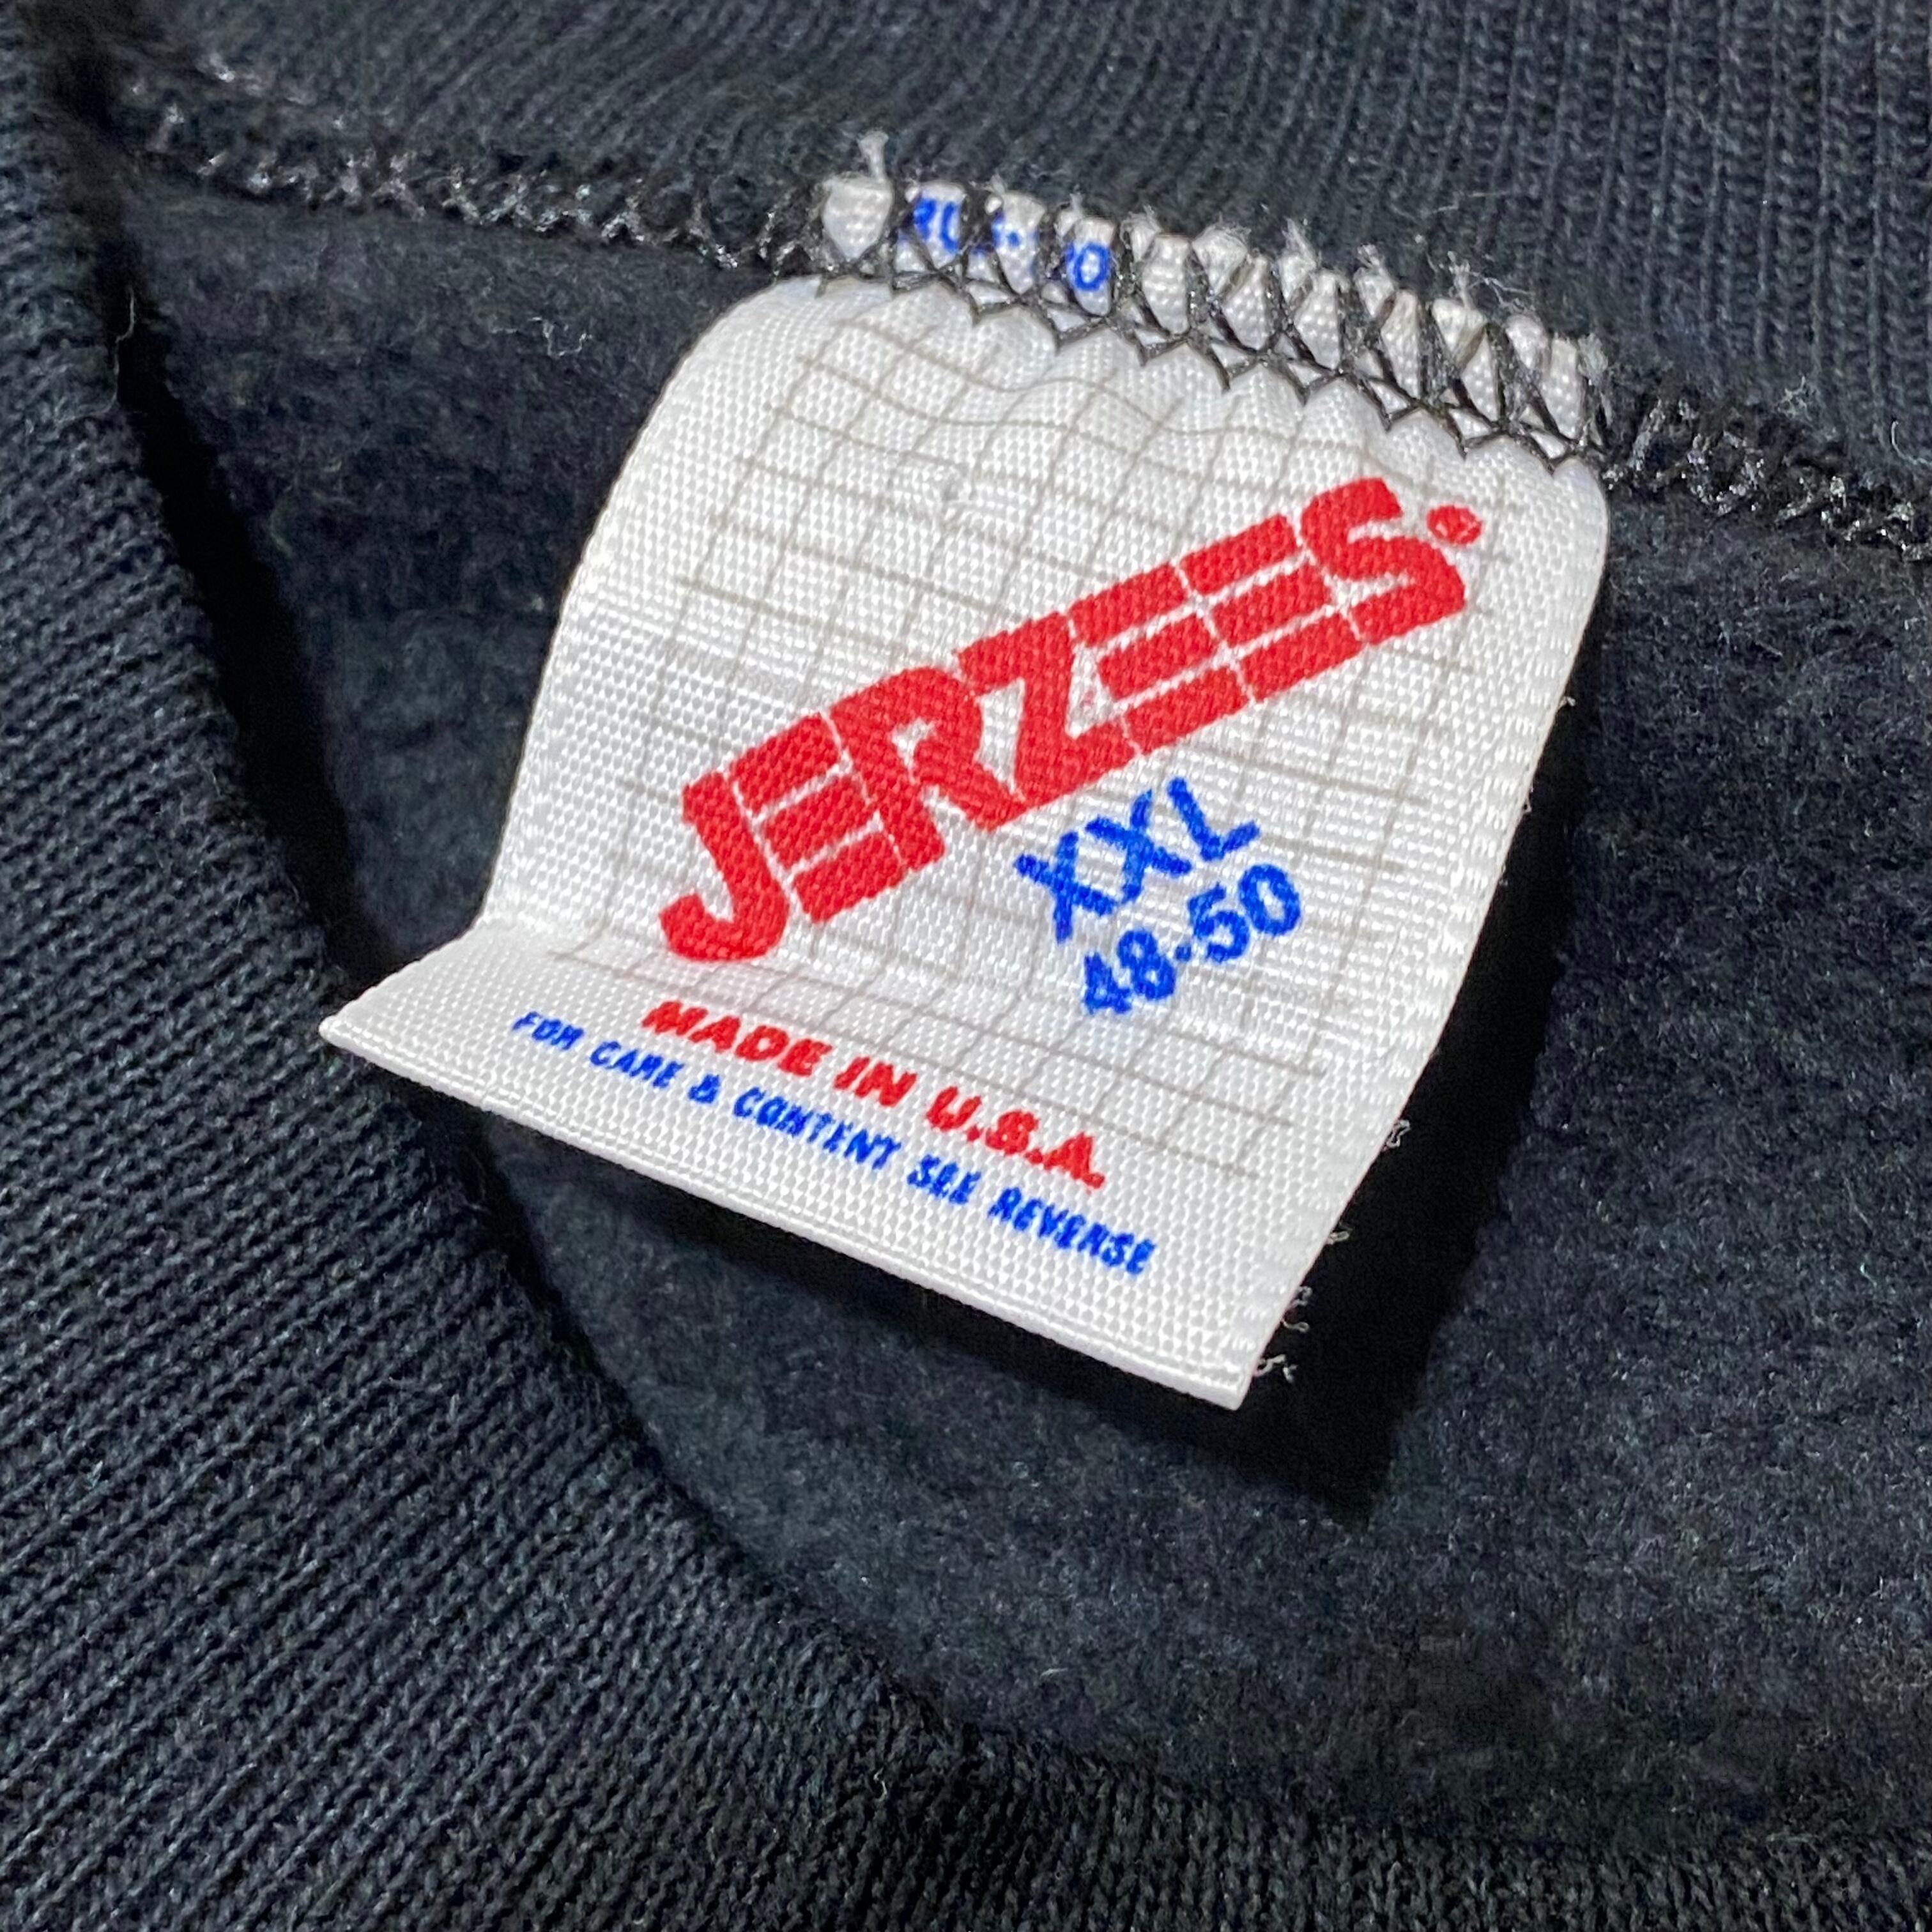 JERZEES®
XXL
48-50
MADE IN U.S.A.
FOR CARE & CONTENT SEE REVERSE